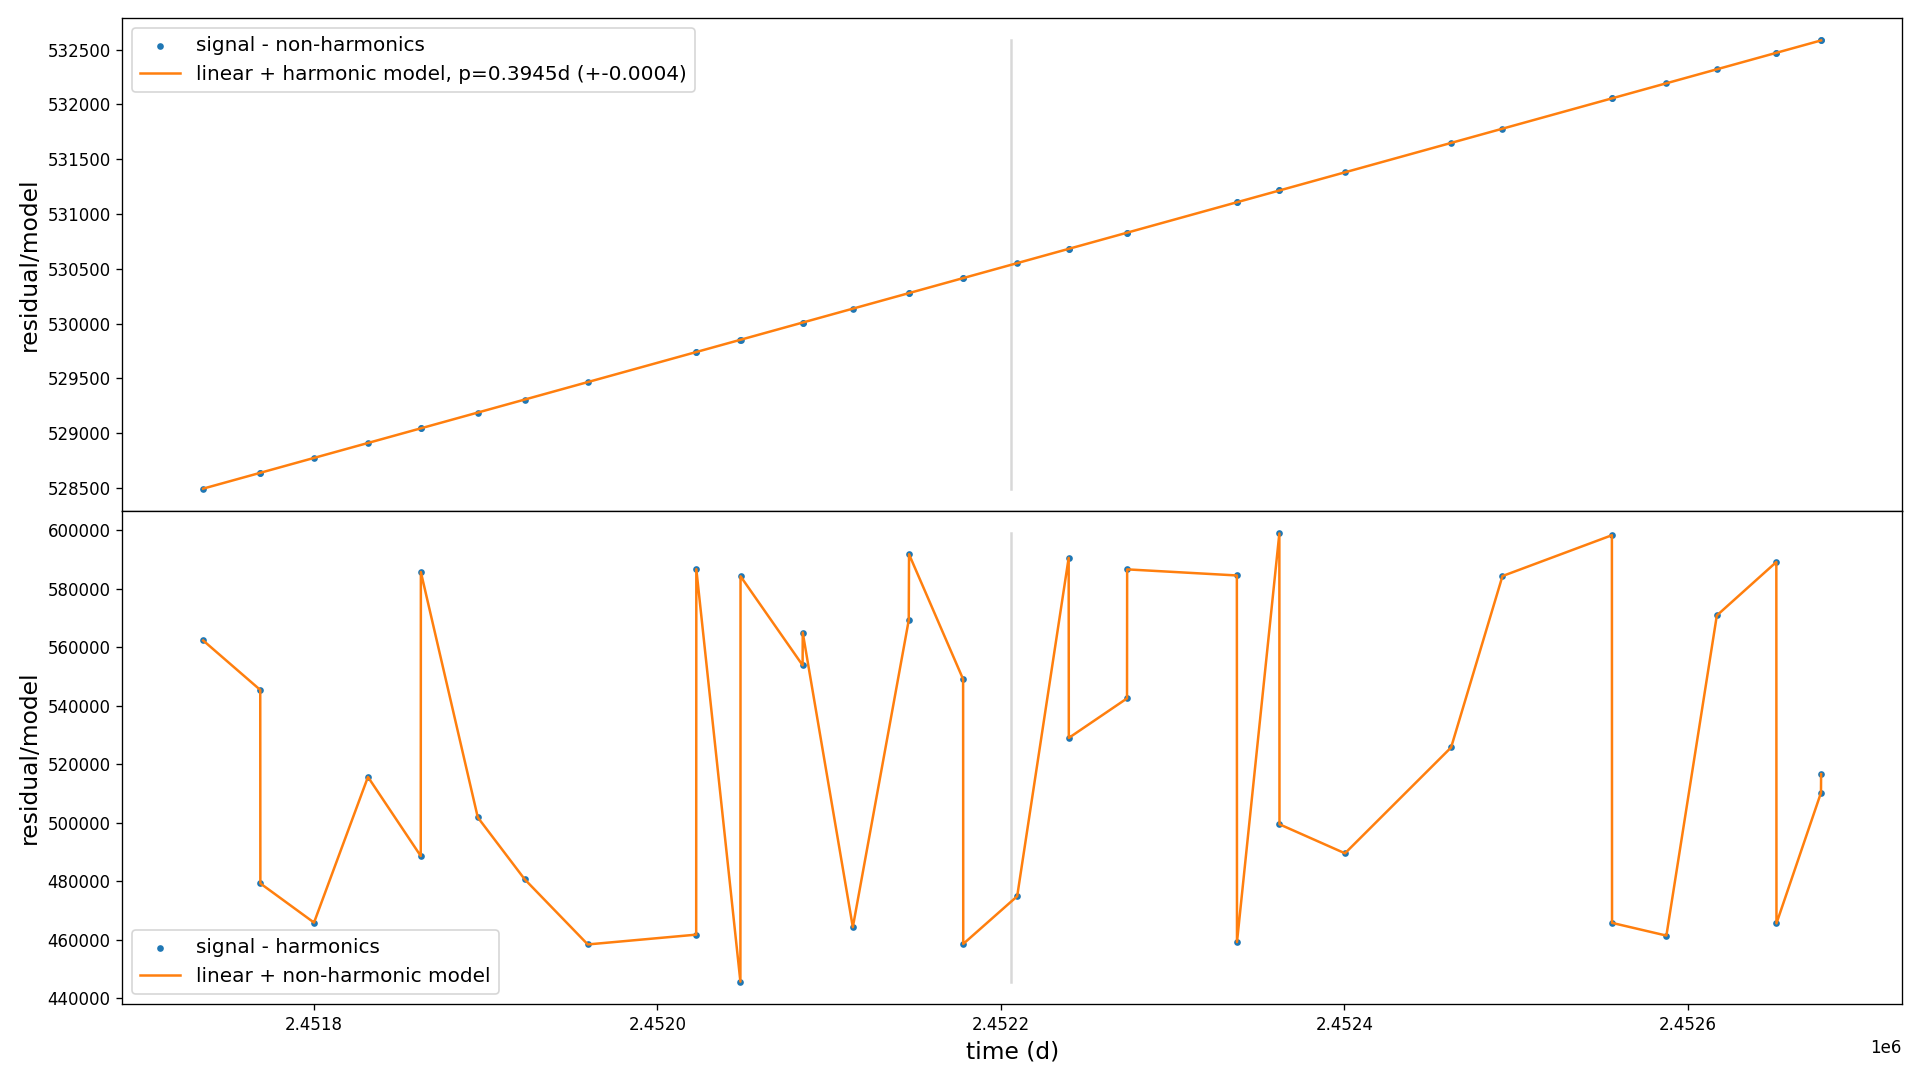 532500
532000
531500
531000
530500
530000
529500
529000
528500
residual/model
signal - non-harmonics
linear + harmonic model, p=0.3945d (+-0.0004)
600000
580000
560000
540000
520000
500000
480000
460000
440000
residual/model
signal - harmonics
linear + non-harmonic model
2.4518 2.4520 2.4522 2.4524 2.4526
time (d)
1e6